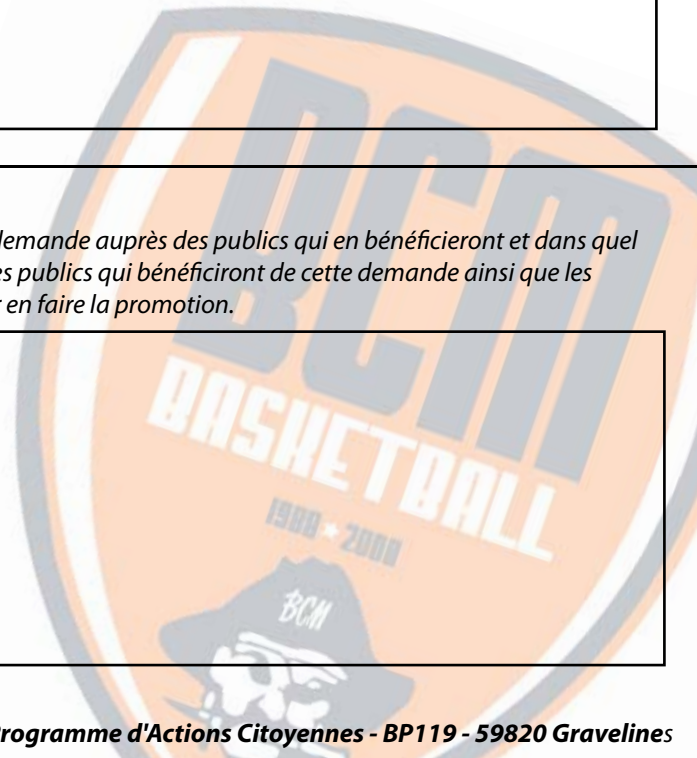 demande auprès des publics qui en bénéficieront et dans quel
es publics qui bénéficiront de cette demande ainsi que les
r en faire la promotion.
BCM
BASKETBALL
1988 ★ 2008
BCM
Programme d'Actions Citoyennes - BP119 - 59820 Gravelines